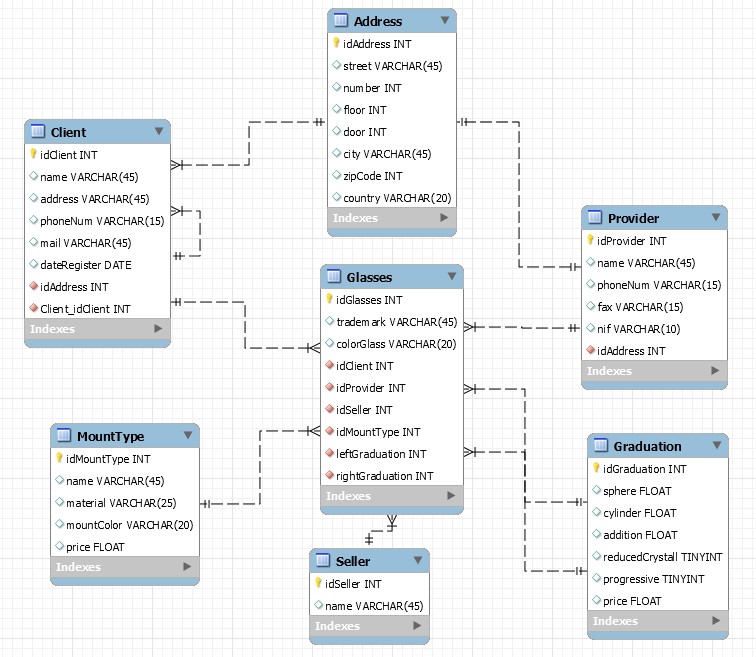 Address
idAddress INT
street VARCHAR(45)
number INT
floor INT
door INT
city VARCHAR(45)
zipCode INT
country VARCHAR(20)
Indexes
Client
idClient INT
name VARCHAR(45)
address VARCHAR(45)
phoneNum VARCHAR(15)
mail VARCHAR(45)
dateRegister DATE
idAddress INT
Client_idClient INT
Indexes
Provider
idProvider INT
name VARCHAR(45)
phoneNum VARCHAR(15)
fax VARCHAR(15)
nif VARCHAR(10)
idAddress INT
Indexes
Glasses
idGlasses INT
trademark VARCHAR(45)
colorGlass VARCHAR(20)
idClient INT
idProvider INT
idSeller INT
idMountType INT
leftGraduation INT
rightGraduation INT
Indexes
MountType
idMountType INT
name VARCHAR(45)
material VARCHAR(25)
mountColor VARCHAR(20)
price FLOAT
Indexes
Graduation
idGraduation INT
sphere FLOAT
cylinder FLOAT
addition FLOAT
reducedCrystall TINYINT
progressive TINYINT
price FLOAT
Indexes
Seller
idSeller INT
name VARCHAR(45)
Indexes